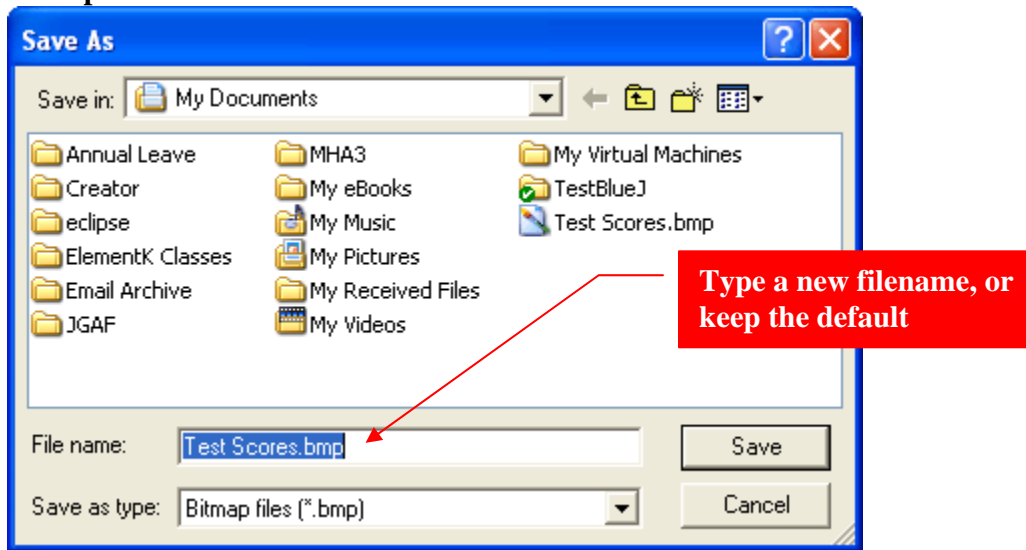 Save As
Save in: My Documents
Annual Leave MHA3 My Virtual Machines
Creator My eBooks TestBlueJ
eclipse My Music Test Scores.bmp
ElementK Classes My Pictures
Email Archive My Received Files
JGAF My Videos
Type a new filename, or
keep the default
File name: Test Scores.bmp Save
Save as type: Bitmap files (*.bmp) Cancel